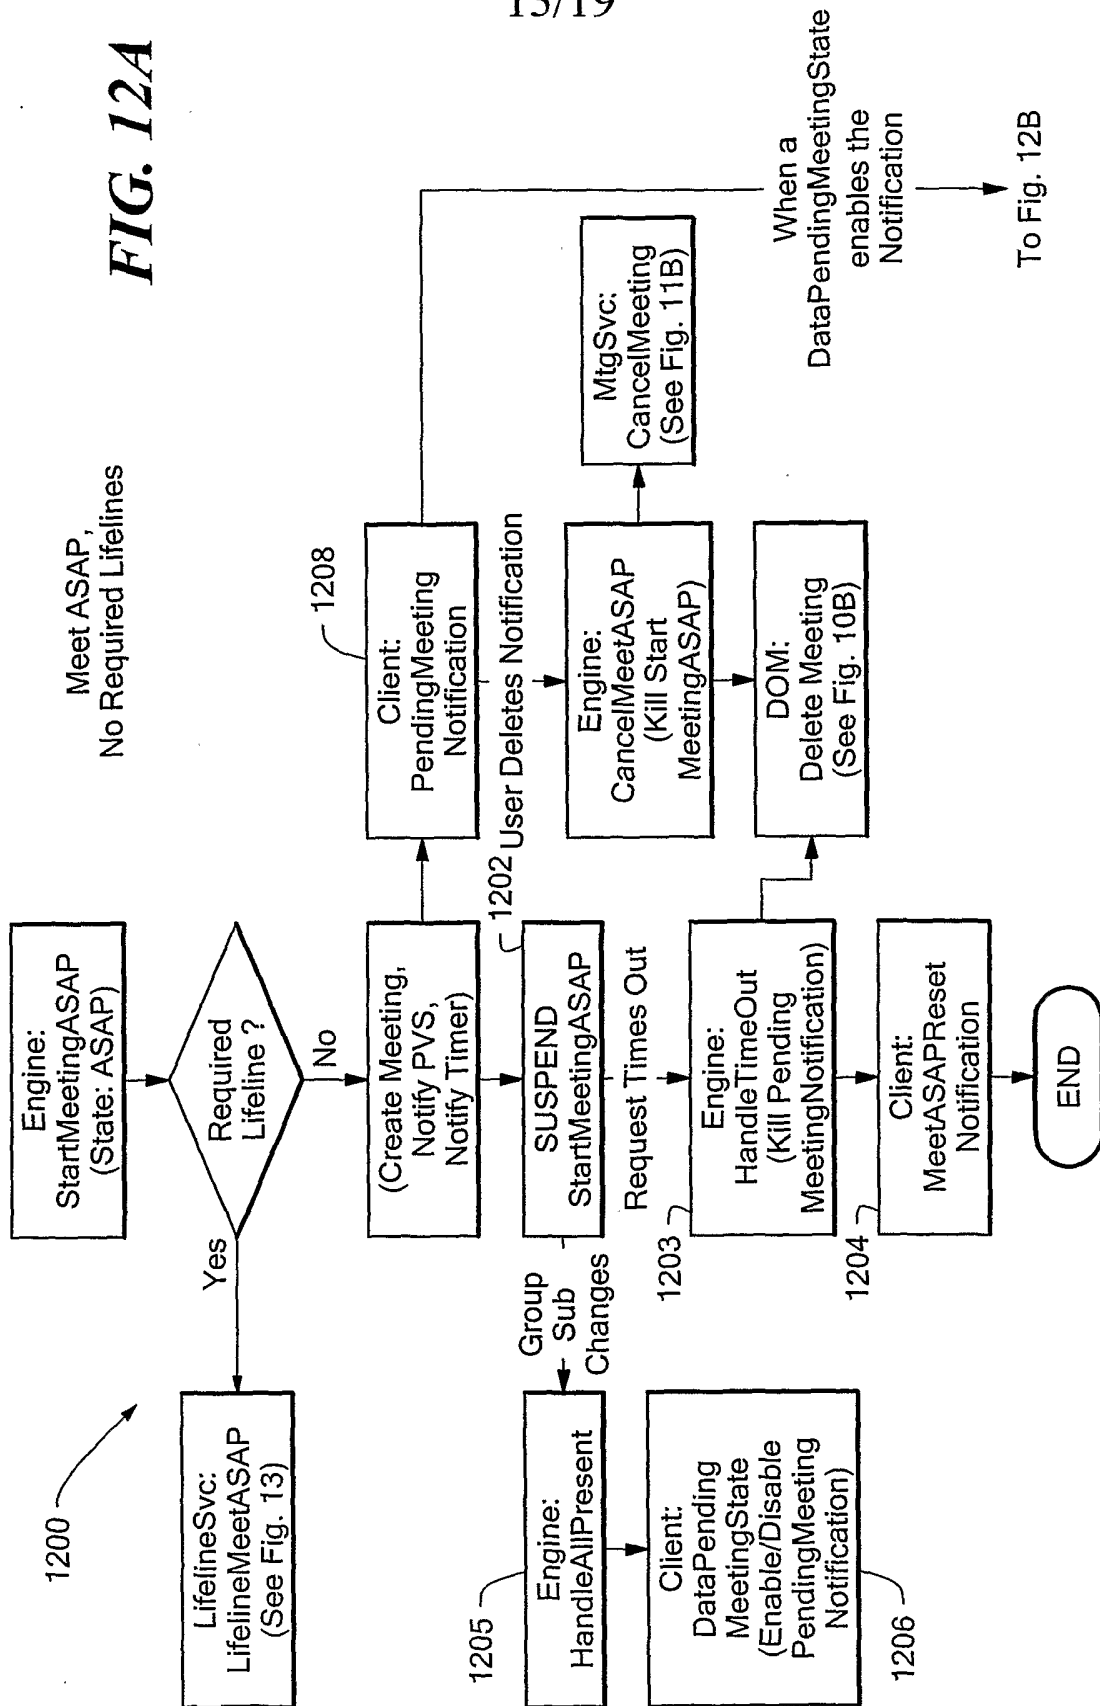 15/19
FIG. 12A
Meet ASAP,
No Required Lifelines
1200
Engine:
StartMeetingASAP
(State: ASAP)
Required
Lifeline ?
Yes
No
LifelineSvc:
LifelineMeetASAP
(See Fig. 13)
(Create Meeting,
Notify PVS,
Notify Timer)
1208
Client:
PendingMeeting
Notification
When a
DataPendingMeetingState
enables the
Notification
To Fig. 12B
User Deletes Notification
1202
SUSPEND
StartMeetingASAP
Engine:
CancelMeetASAP
(Kill Start
MeetingASAP)
MtgSvc:
CancelMeeting
(See Fig. 11B)
Group
Sub
Changes
1205
Engine:
HandleAllPresent
Request Times Out
1203
Engine:
HandleTimeOut
(Kill Pending
MeetingNotification)
DOM:
Delete Meeting
(See Fig. 10B)
Client:
DataPending
MeetingState
(Enable/Disable
PendingMeeting
Notification)
1206
1204
Client:
MeetASAPReset
Notification
END